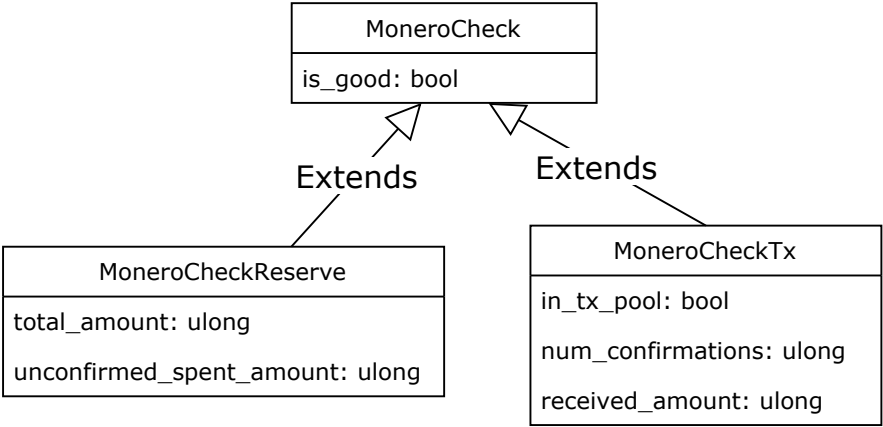 MoneroCheck
is_good: bool
Extends
Extends
MoneroCheckReserve
total_amount: ulong
unconfirmed_spent_amount: ulong
MoneroCheckTx
in_tx_pool: bool
num_confirmations: ulong
received_amount: ulong